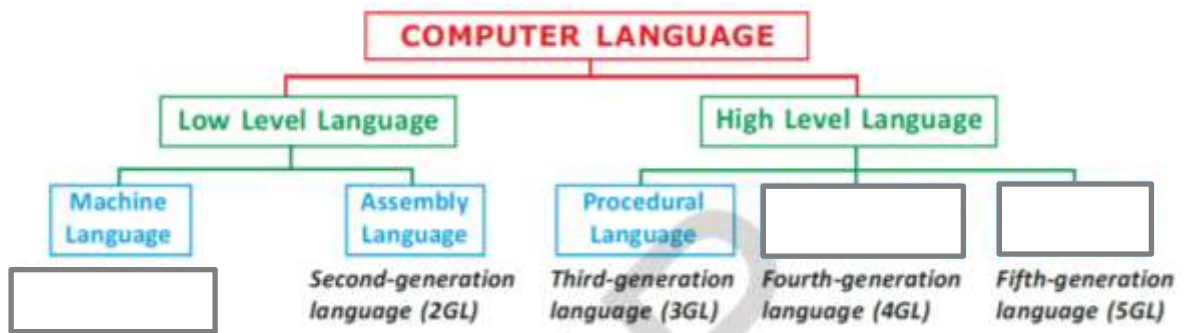 COMPUTER LANGUAGE
Low Level Language
High Level Language
Machine
Language
Assembly
Language
Procedural
Language
Second-generation
language (2GL)
Third-generation
language (3GL)
Fourth-generation
language (4GL)
Fifth-generation
language (5GL)